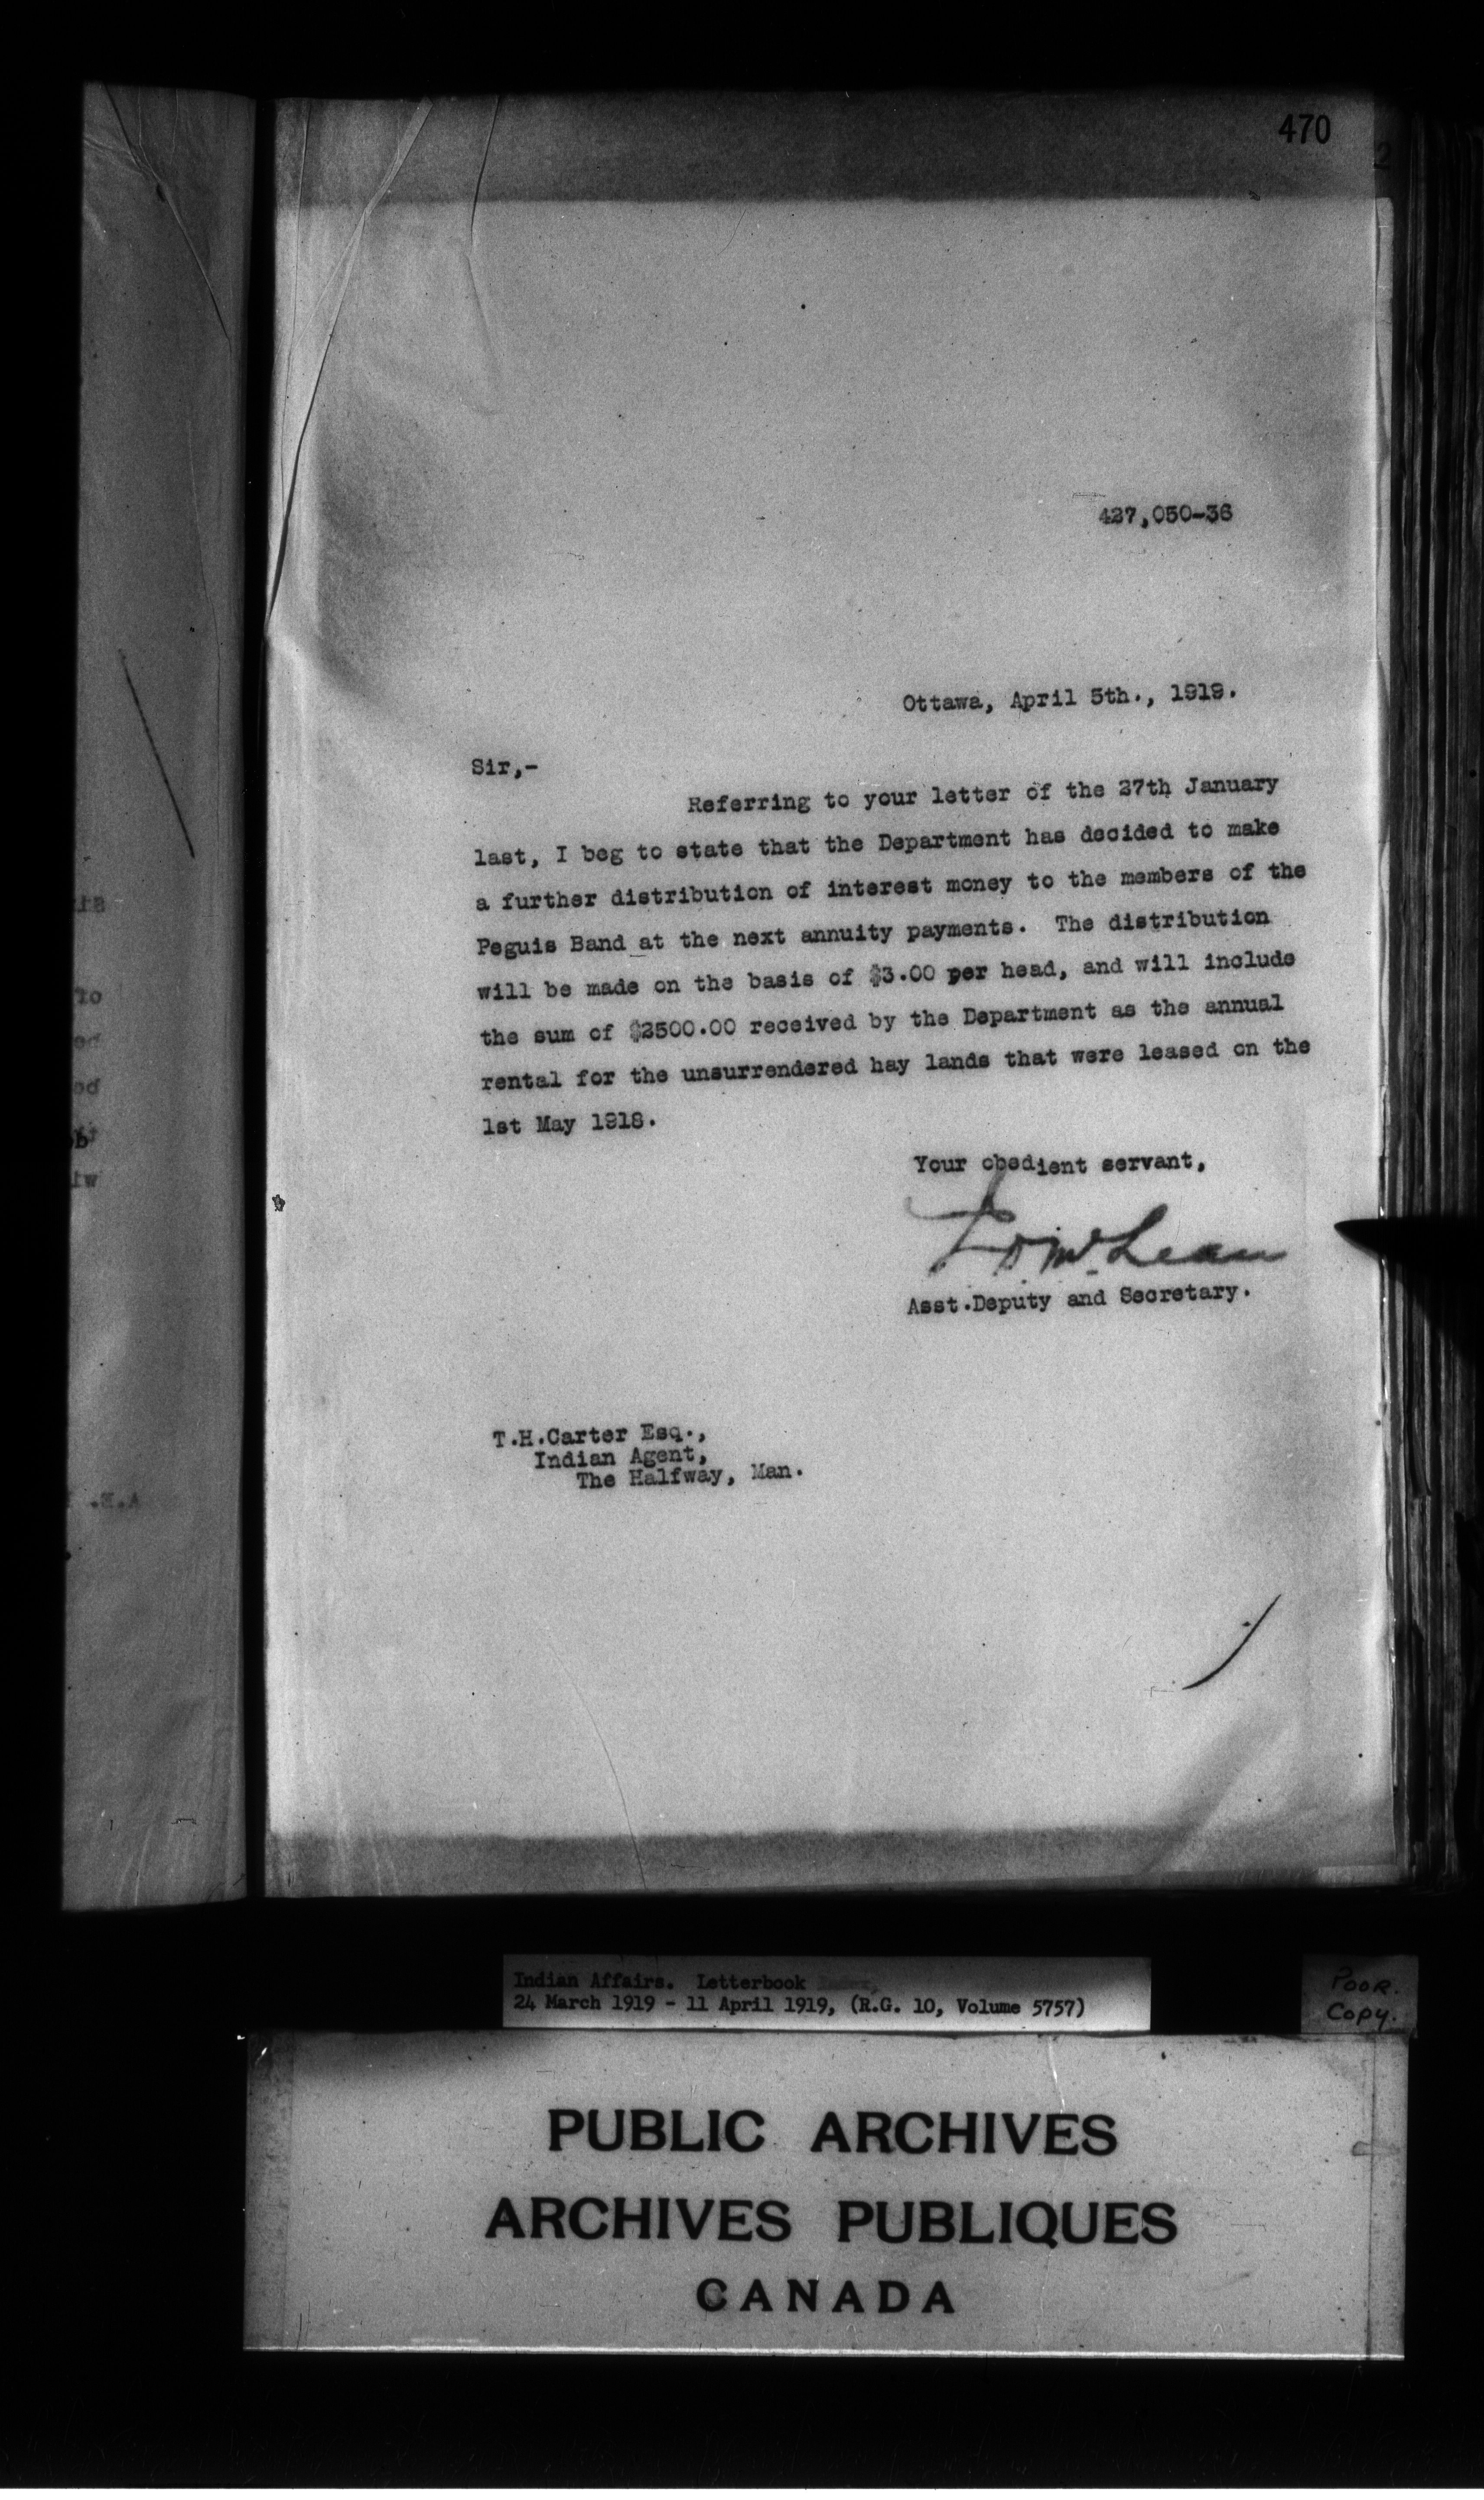 470
427,050-36
Ottawa, April 5th., 1919.
Sir,-
Referring to your letter of the 27th January
last, I beg to state that the Department has decided to make
a further distribution of interest money to the members of the
Peguis Band at the next annuity payments. The distribution
will be made on the basis of $3.00 per head, and will include
the sum of $2500.00 received by the Department as the annual
rental for the unsurrendered hay lands that were leased on the
1st May 1918.
Your obedient servant,
J D McLean
Asst.Deputy and Secretary.
T.H.Carter Esq.,
Indian Agent,
The Halfway, Man.
Indian Affairs. Letterbook
24 March 1919 - 11 April 1919, (R.G. 10, Volume 5757)
POOR.
Copy.
PUBLIC ARCHIVES
ARCHIVES PUBLIQUES
CANADA